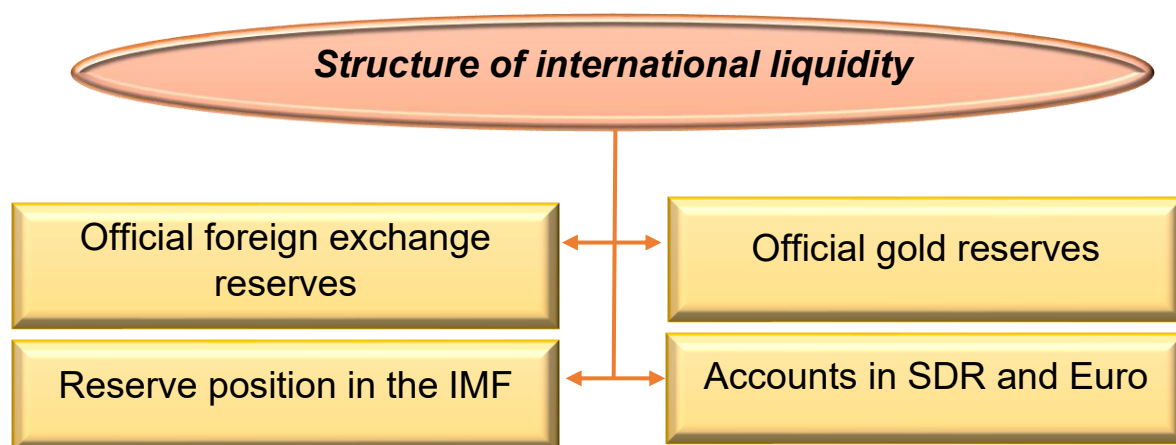 Structure of international liquidity
Official foreign exchange
reserves
Official gold reserves
Reserve position in the IMF
Accounts in SDR and Euro